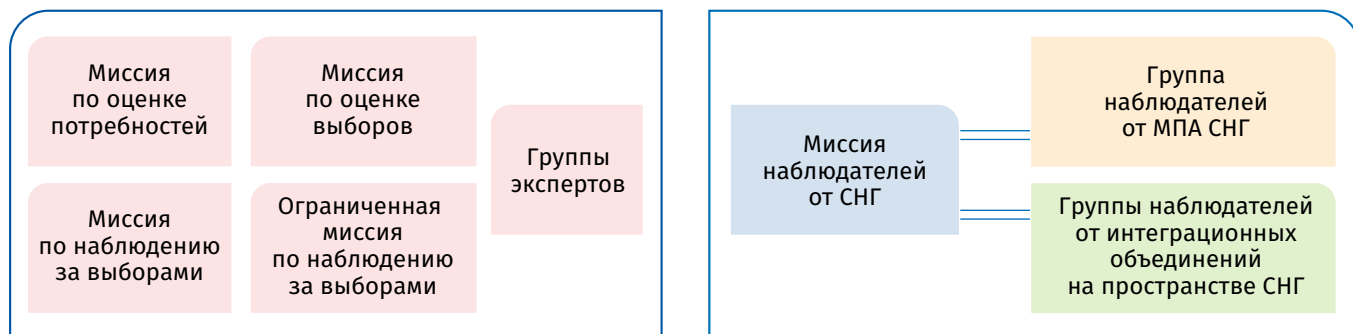 Миссия
по оценке
потребностей
Миссия
по оценке
выборов
Группы
экспертов
Миссия
по наблюдению
за выборами
Ограниченная
миссия
по наблюдению
за выборами
Миссия
наблюдателей
от СНГ
Группа
наблюдателей
от МПА СНГ
Группы наблюдателей
от интеграционных
объединений
на пространстве СНГ